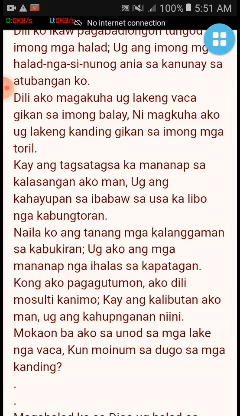 100% 5:51 AM
No internet connection
Dili ko ikaw pagabadlongon tungod
imong mga halad; Ug ang imong mg
halad-nga-si-nunog ania sa kanunay sa
atubangan ko.
Dili ako magakuha ug lakeng vaca
gikan sa imong balay, Ni magkuha ako
ug lakeng kanding gikan sa imong mga
toril.
Kay ang tagsatagsa ka mananap sa
kalasangan ako man, Ug ang
kahayupan sa ibabaw sa usa ka libo
nga kabungtoran.
Naila ko ang tanang mga kalanggaman
sa kabukiran; Ug ako ang mga
mananap nga ihalas sa kapatagan.
Kong ako pagagutumon, ako dili
mosulti kanimo; Kay ang kalibutan ako
man, ug ang kahupnganan niini.
Mokaon ba ako sa unod sa mga lake
nga vaca, Kun moinum sa dugo sa mga
kanding?
.
.